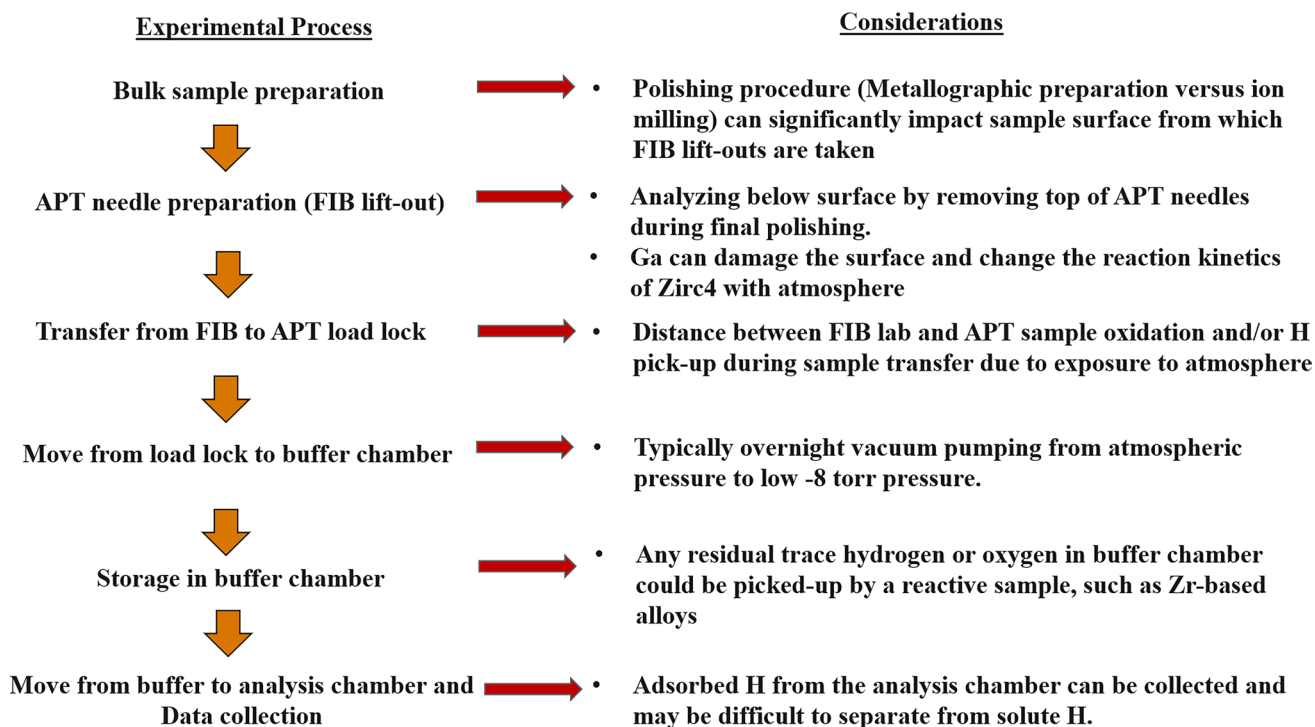 Experimental Process
Considerations
Bulk sample preparation
• Polishing procedure (Metallographic preparation versus ion
milling) can significantly impact sample surface from which
FIB lift-outs are taken
APT needle preparation (FIB lift-out)
• Analyzing below surface by removing top of APT needles
during final polishing.
• Ga can damage the surface and change the reaction kinetics
of Zirc4 with atmosphere
Transfer from FIB to APT load lock
• Distance between FIB lab and APT sample oxidation and/or H
pick-up during sample transfer due to exposure to atmosphere
Move from load lock to buffer chamber
• Typically overnight vacuum pumping from atmospheric
pressure to low -8 torr pressure.
Storage in buffer chamber
• Any residual trace hydrogen or oxygen in buffer chamber
could be picked-up by a reactive sample, such as Zr-based
alloys
Move from buffer to analysis chamber and
Data collection
• Adsorbed H from the analysis chamber can be collected and
may be difficult to separate from solute H.